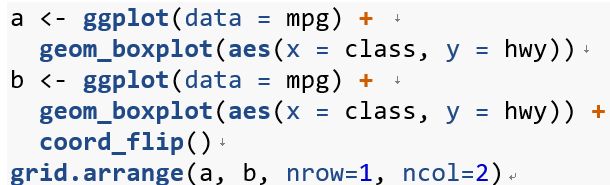 a <- ggplot(data = mpg) +
  geom_boxplot(aes(x = class, y = hwy))
b <- ggplot(data = mpg) +
  geom_boxplot(aes(x = class, y = hwy)) +
  coord_flip()
grid.arrange(a, b, nrow=1, ncol=2)